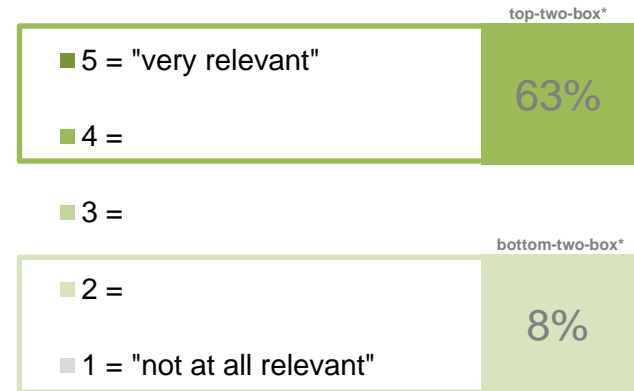 top-two-box*
5 = "very relevant"
63%
4 =
3 =
bottom-two-box*
2 =
8%
1 = "not at all relevant"